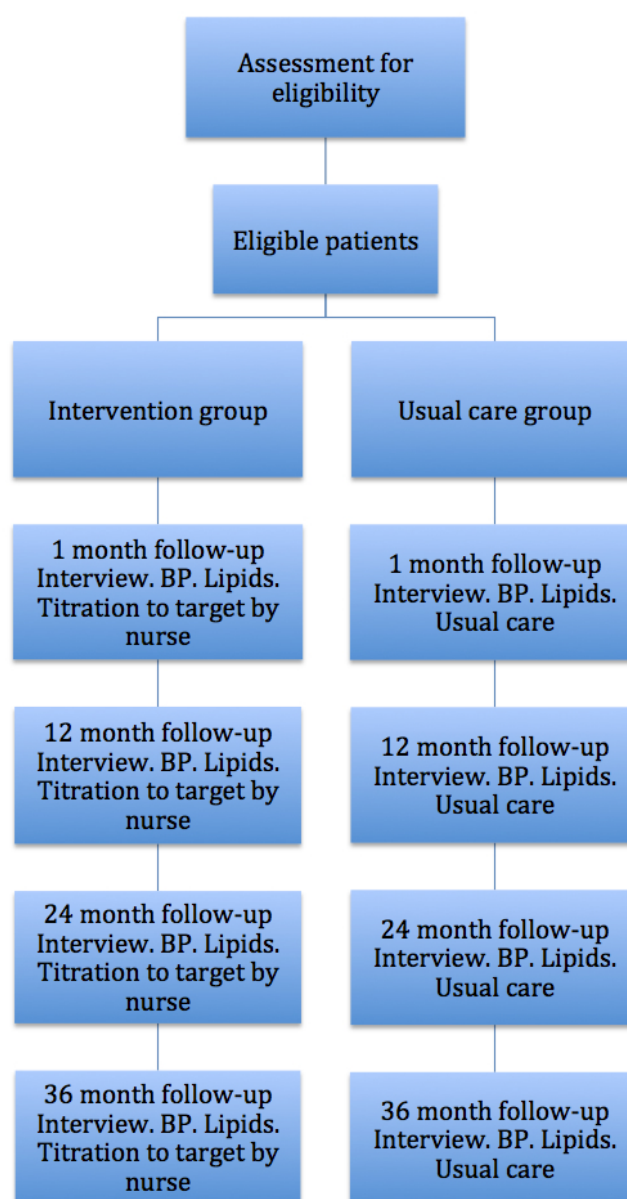 Assessment for
eligibility
Eligible patients
Intervention group
Usual care group
1 month follow-up
Interview. BP. Lipids.
Titration to target by
nurse
1 month follow-up
Interview. BP. Lipids.
Usual care
12 month follow-up
Interview. BP. Lipids.
Titration to target by
nurse
12 month follow-up
Interview. BP. Lipids.
Usual care
24 month follow-up
Interview. BP. Lipids.
Titration to target by
nurse
24 month follow-up
Interview. BP. Lipids.
Usual care
36 month follow-up
Interview. BP. Lipids.
Titration to target by
nurse
36 month follow-up
Interview. BP. Lipids.
Usual care